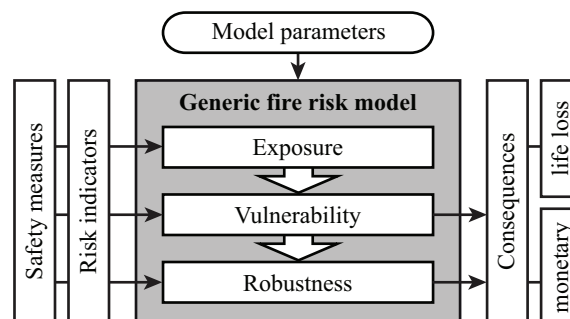 Model parameters
Safety measures
Risk indicators
Generic fire risk model
Exposure
Vulnerability
Robustness
Consequences
life loss
monetary